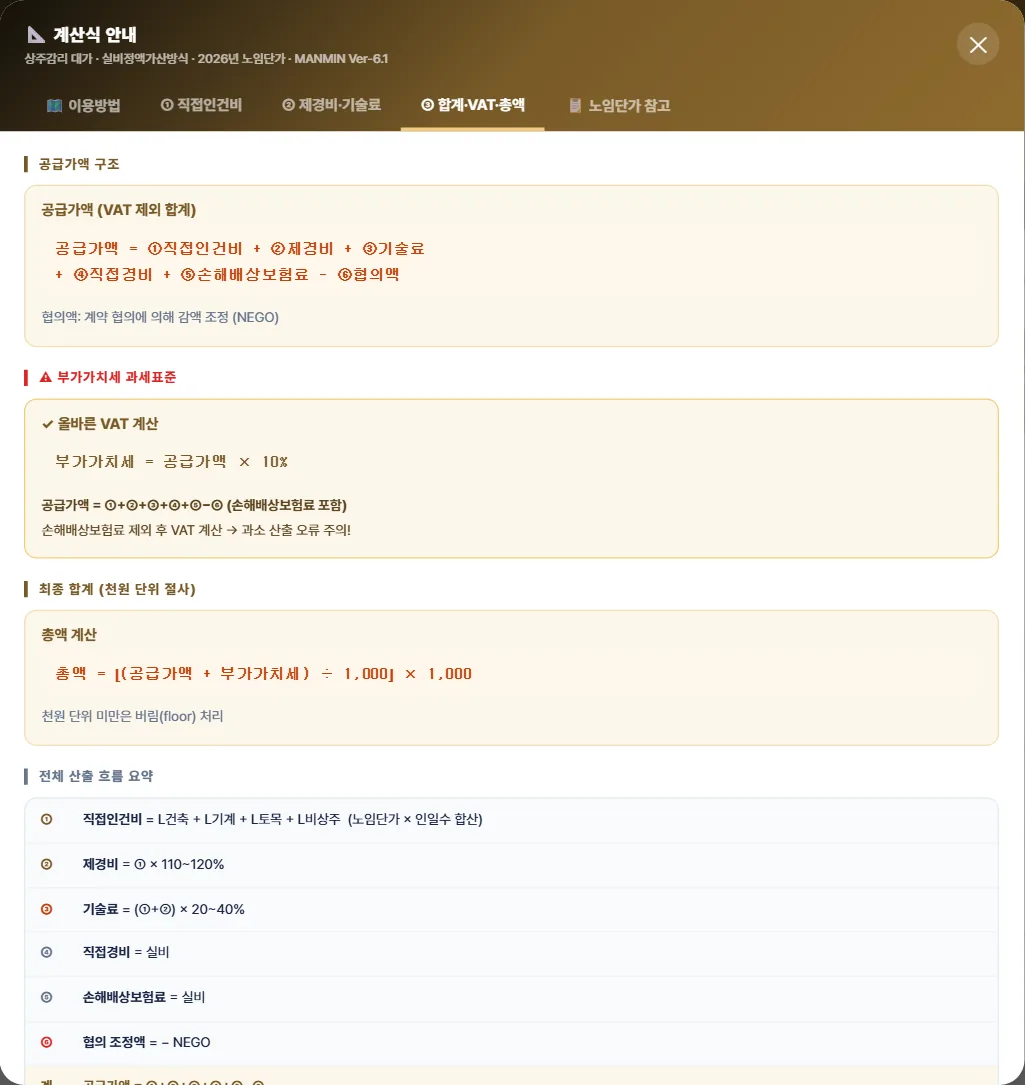 계산식 안내
상주감리 대가 · 실비정액가산방식 · 2026년 노임단가 · MANMIN Ver-6.1
이용방법 ① 직접인건비 ② 제경비·기술료 ③ 합계·VAT·총액 노임단가 참고
공급가액 구조
공급가액 (VAT 제외 합계)
공급가액 = ①직접인건비 + ②제경비 + ③기술료
+ ④직접경비 + ⑤손해배상보험료 - ⑥협의액
협의액: 계약 협의에 의해 감액 조정 (NEGO)
⚠ 부가가치세 과세표준
✓ 올바른 VAT 계산
부가가치세 = 공급가액 × 10%
공급가액 = ①+②+③+④+⑤−⑥ (손해배상보험료 포함)
손해배상보험료 제외 후 VAT 계산 → 과소 산출 오류 주의!
최종 합계 (천원 단위 절사)
총액 계산
총액 = ⌊(공급가액 + 부가가치세) ÷ 1,000⌋ × 1,000
천원 단위 미만은 버림(floor) 처리
전체 산출 흐름 요약
① 직접인건비 = L건축 + L기계 + L토목 + L비상주 (노임단가 × 인일수 합산)
② 제경비 = ① × 110~120%
③ 기술료 = (①+②) × 20~40%
④ 직접경비 = 실비
⑤ 손해배상보험료 = 실비
⑥ 협의 조정액 = − NEGO